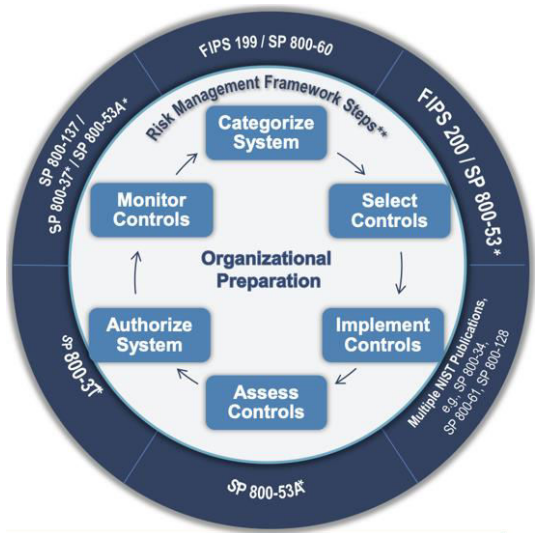 FIPS 199 / SP 800-60
FIPS 200 / SP 800-53 *
Multiple NIST Publications,
e.g., SP 800-34,
SP 800-61, SP 800-128
SP 800-53A*
SP 800-37*
SP 800-137 /
SP 800-37* / SP 800-53A*
Risk Management Framework Steps**
Categorize
System
Select
Controls
Implement
Controls
Assess
Controls
Authorize
System
Monitor
Controls
Organizational
Preparation